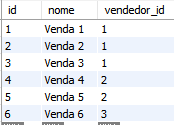 id nome vendedor_id
1 Venda 1 1
2 Venda 2 1
3 Venda 3 1
4 Venda 4 2
5 Venda 5 2
6 Venda 6 3